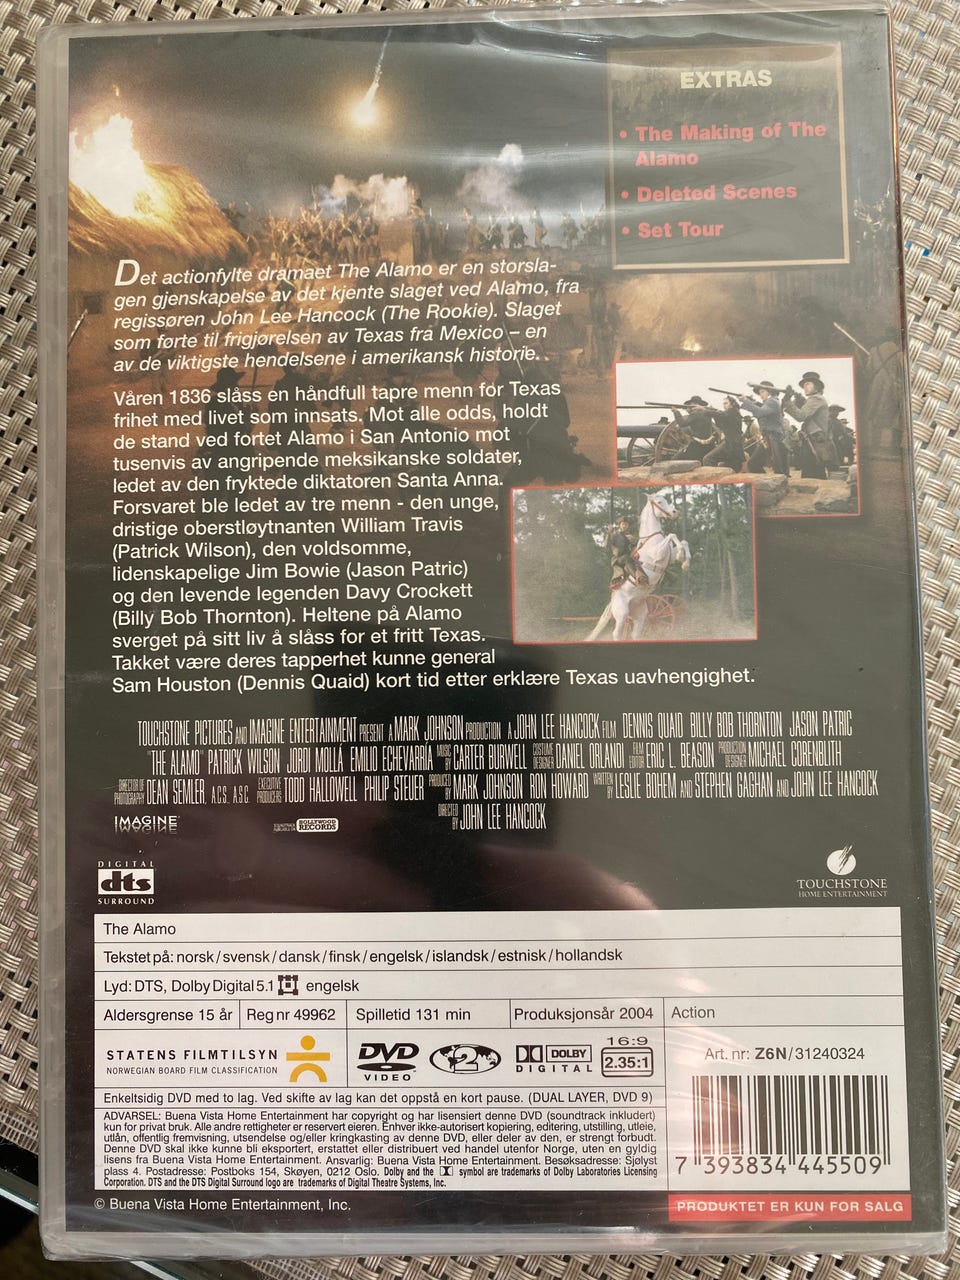 EXTRAS
• The Making of The
Alamo
• Deleted Scenes
• Set Tour
Det actionfylte dramaet The Alamo er en storsla-
gen gjenskapelse av det kjente slaget ved Alamo, fra
regissøren John Lee Hancock (The Rookie). Slaget
som førte til frigjørelsen av Texas fra Mexico – en
av de viktigste hendelsene i amerikansk historie.
Våren 1836 slåss en håndfull tapre menn for Texas
frihet med livet som innsats. Mot alle odds, holdt
de stand ved fortet Alamo i San Antonio mot
tusenvis av angripende meksikanske soldater,
ledet av den fryktede diktatoren Santa Anna.
Forsvaret ble ledet av tre menn - den unge,
dristige oberstløytnanten William Travis
(Patrick Wilson), den voldsomme,
lidenskapelige Jim Bowie (Jason Patric)
og den levende legenden Davy Crockett
(Billy Bob Thornton). Heltene på Alamo
sverget på sitt liv å slåss for et fritt Texas.
Takket være deres tapperhet kunne general
Sam Houston (Dennis Quaid) kort tid etter erklære Texas uavhengighet.
TOUCHSTONE PICTURES AND IMAGINE ENTERTAINMENT PRESENT A MARK JOHNSON PRODUCTION A JOHN LEE HANCOCK FILM DENNIS QUAID BILLY BOB THORNTON JASON PATRIC
"THE ALAMO" PATRICK WILSON JORDI MOLLÁ EMILIO ECHEVARRÍA MUSIC BY CARTER BURWELL COSTUME DESIGNER DANIEL ORLANDI FILM EDITOR ERIC L. BEASON PRODUCTION DESIGNER MICHAEL CORENBLITH
DIRECTOR OF PHOTOGRAPHY DEAN SEMLER, A.C.S. A.S.C. EXECUTIVE PRODUCERS TODD HALLOWELL PHILIP STEUER PRODUCED BY MARK JOHNSON RON HOWARD WRITTEN BY LESLIE BOHEM AND STEPHEN GAGHAN AND JOHN LEE HANCOCK
DIRECTED BY JOHN LEE HANCOCK
IMAGINE
SOUNDTRACK AVAILABLE ON HOLLYWOOD RECORDS
DIGITAL
dts
SURROUND
TOUCHSTONE
HOME ENTERTAINMENT
The Alamo
Tekstet på: norsk/svensk/dansk/finsk/engelsk/islandsk/estnisk/hollandsk
Lyd: DTS, Dolby Digital 5.1 engelsk
Aldersgrense 15 år Reg nr 49962 Spilletid 131 min Produksjonsår 2004 Action
STATENS FILMTILSYN
NORWEGIAN BOARD FILM CLASSIFICATION
DVD
VIDEO
2
DOLBY
DIGITAL
16:9
2.35:1
Art. nr: Z6N/31240324
Enkeltsidig DVD med to lag. Ved skifte av lag kan det oppstå en kort pause. (DUAL LAYER, DVD 9)
ADVARSEL: Buena Vista Home Entertainment har copyright og har lisensiert denne DVD (soundtrack inkludert)
kun for privat bruk. Alle andre rettigheter er reservert eieren. Enhver ikke-autorisert kopiering, editering, utstilling, utleie,
utlån, offentlig fremvisning, utsendelse og/eller kringkasting av denne DVD, eller deler av den, er strengt forbudt.
Denne DVD skal ikke kunne bli eksportert, erstattet eller distribuert ved handel utenfor Norge, uten en gyldig
lisens fra Buena Vista Home Entertainment. Ansvarlig: Buena Vista Home Entertainment. Besøksadresse: Sjølyst
plass 4. Postadresse: Postboks 154, Skøyen, 0212 Oslo. Dolby and the symbol are trademarks of Dolby Laboratories Licensing
Corporation. DTS and the DTS Digital Surround logo are trademarks of Digital Theatre Systems, Inc.
7 393834 445509
© Buena Vista Home Entertainment, Inc.
PRODUKTET ER KUN FOR SALG